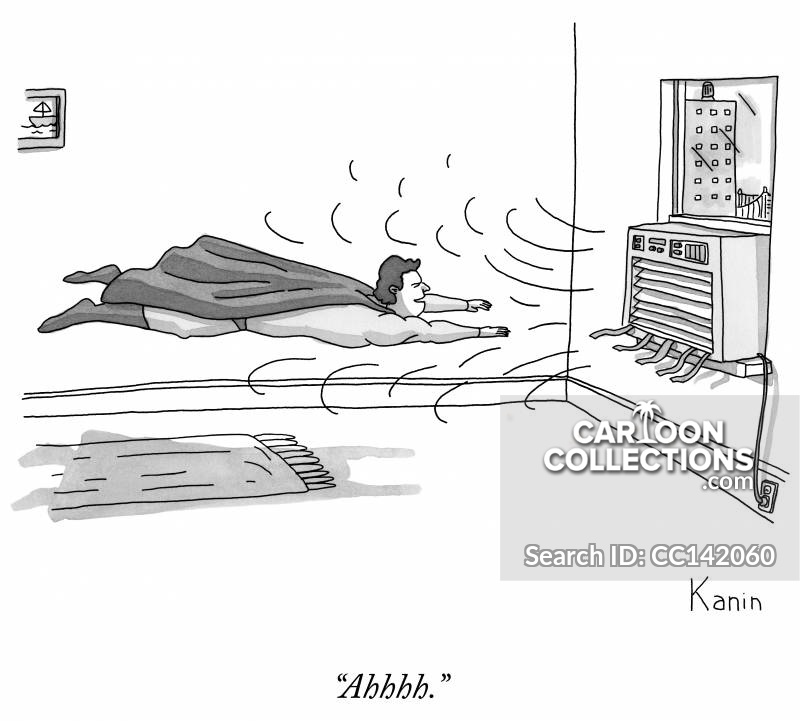 CARTOON
COLLECTIONS
.com
Search ID: CC142060
Kanin
“Ahhhh.”